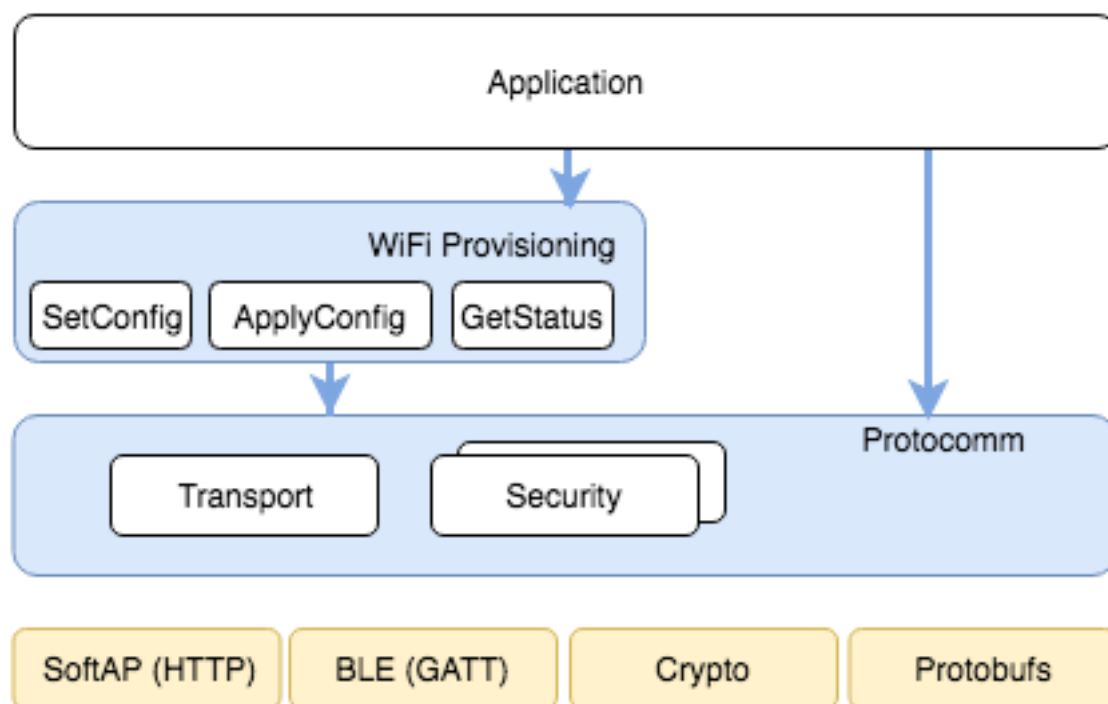 Application
WiFi Provisioning
SetConfig
ApplyConfig
GetStatus
Protocomm
Transport
Security
SoftAP (HTTP)
BLE (GATT)
Crypto
Protobufs